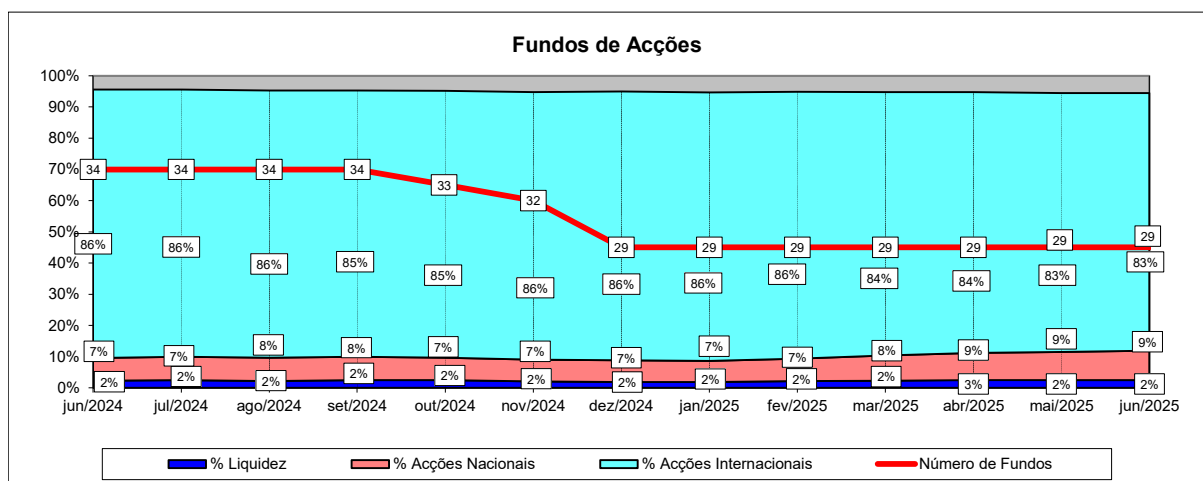 Fundos de Acções
100%
90%
80%
70%
60%
50%
40%
30%
20%
10%
0%
34 34 34 34 33 32 29 29 29 29 29 29 29
86% 86% 86% 85% 85% 86% 86% 86% 86% 84% 84% 83% 83%
7% 7% 8% 8% 7% 7% 7% 7% 7% 8% 9% 9% 9%
2% 2% 2% 2% 2% 2% 2% 2% 2% 2% 3% 2% 2%
jun/2024 jul/2024 ago/2024 set/2024 out/2024 nov/2024 dez/2024 jan/2025 fev/2025 mar/2025 abr/2025 mai/2025 jun/2025
% Liquidez % Acções Nacionais % Acções Internacionais Número de Fundos